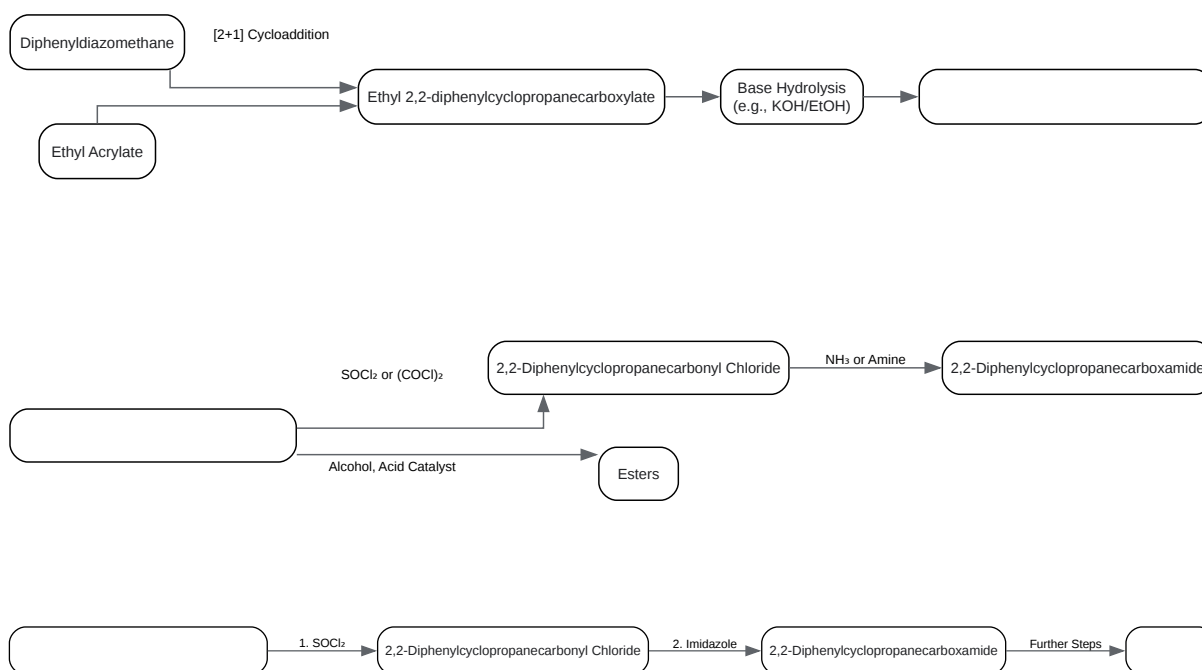 Diphenyldiazomethane
[2+1] Cycloaddition
Ethyl 2,2-diphenylcyclopropanecarboxylate
Base Hydrolysis
(e.g., KOH/EtOH)
Ethyl Acrylate
SOCl₂ or (COCl)₂
2,2-Diphenylcyclopropanecarbonyl Chloride
NH₃ or Amine
2,2-Diphenylcyclopropanecarboxamide
Alcohol, Acid Catalyst
Esters
1. SOCl₂
2,2-Diphenylcyclopropanecarbonyl Chloride
2. Imidazole
2,2-Diphenylcyclopropanecarboxamide
Further Steps